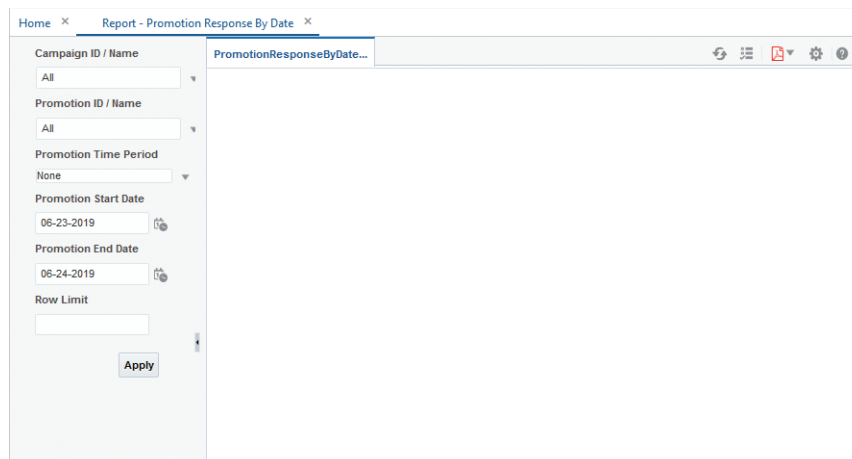 Home ×
Report - Promotion Response By Date ×
Campaign ID / Name
All
Promotion ID / Name
All
Promotion Time Period
None
Promotion Start Date
06-23-2019
Promotion End Date
06-24-2019
Row Limit
Apply
PromotionResponseByDate...